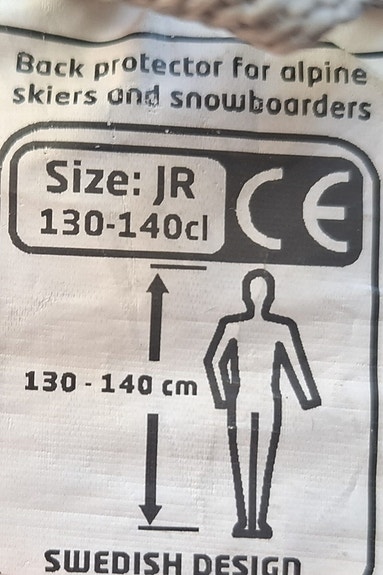 Back protector for alpine
skiers and snowboarders
Size: JR
130-140cl
CE
130 - 140 cm
SWEDISH DESIGN